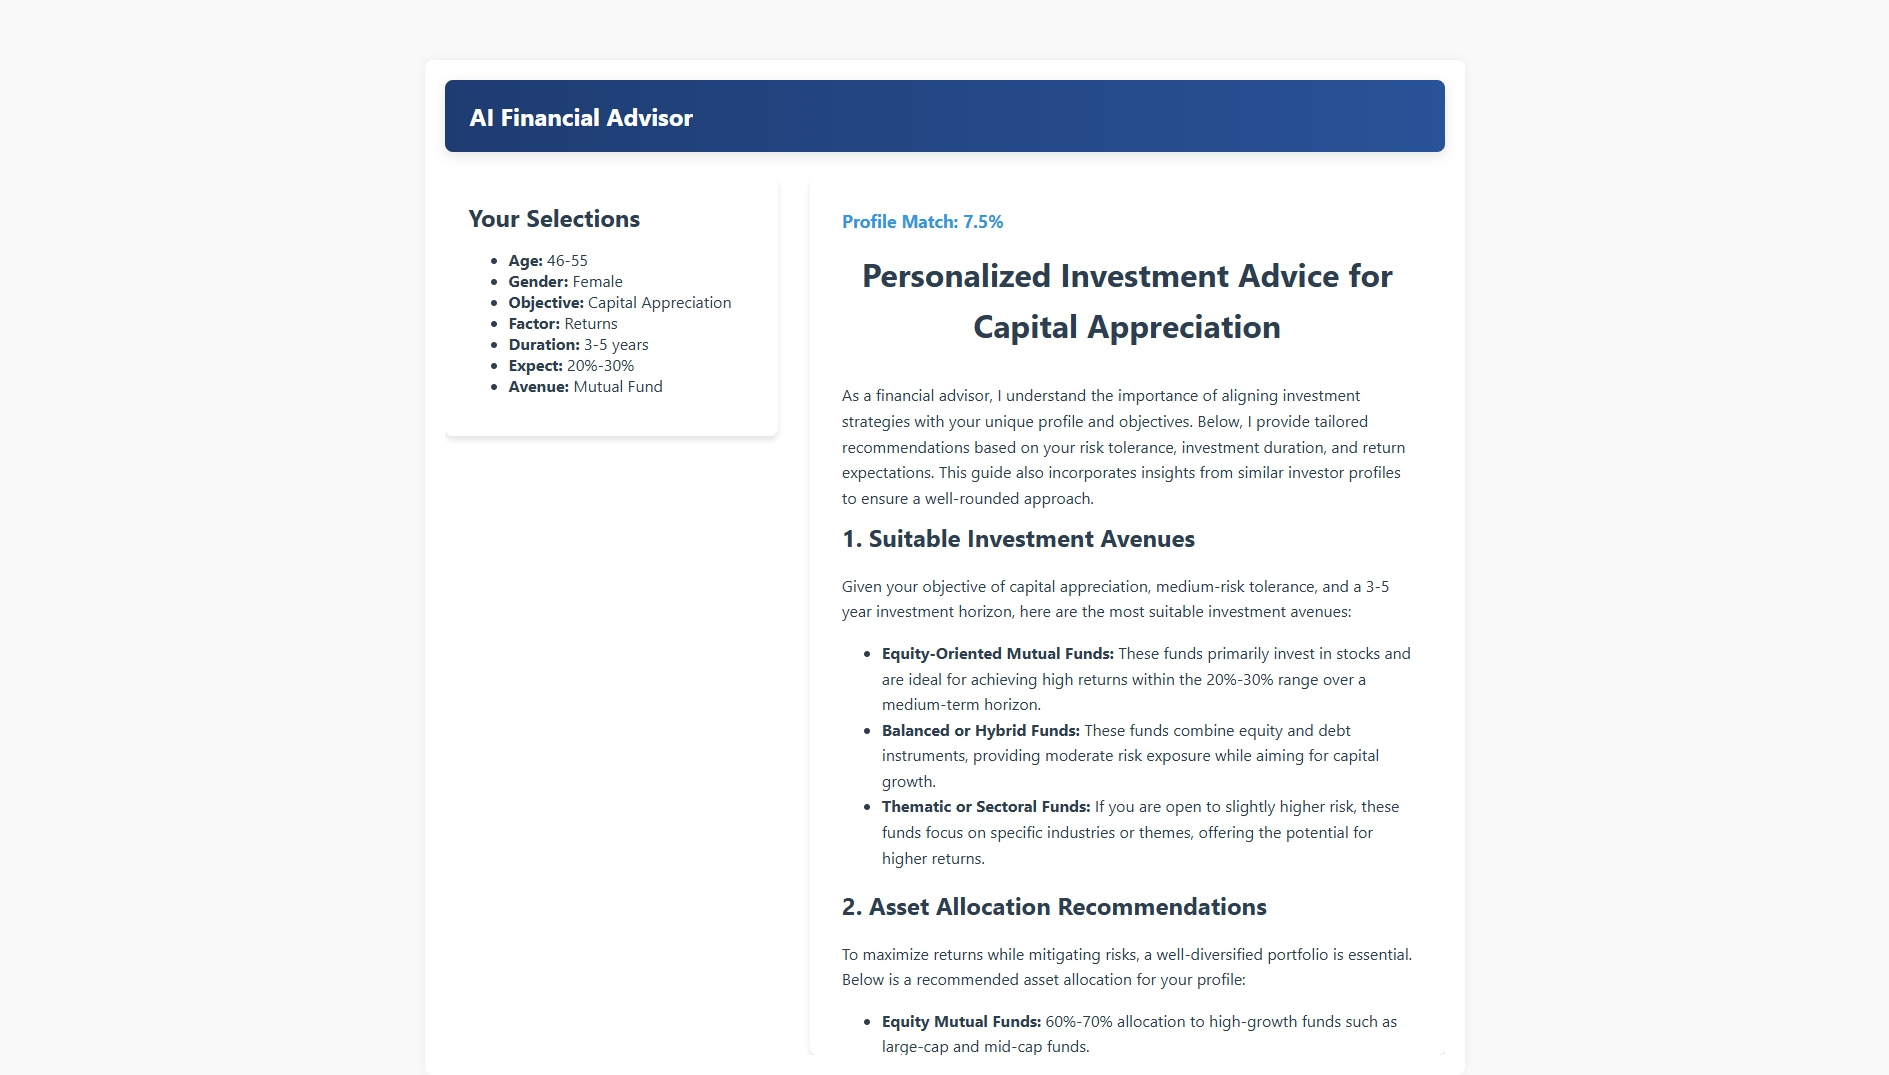 AI Financial Advisor
Your Selections
• Age: 46-55
• Gender: Female
• Objective: Capital Appreciation
• Factor: Returns
• Duration: 3-5 years
• Expect: 20%-30%
• Avenue: Mutual Fund
Profile Match: 7.5%
Personalized Investment Advice for
Capital Appreciation
As a financial advisor, I understand the importance of aligning investment
strategies with your unique profile and objectives. Below, I provide tailored
recommendations based on your risk tolerance, investment duration, and return
expectations. This guide also incorporates insights from similar investor profiles
to ensure a well-rounded approach.
1. Suitable Investment Avenues
Given your objective of capital appreciation, medium-risk tolerance, and a 3-5
year investment horizon, here are the most suitable investment avenues:
• Equity-Oriented Mutual Funds: These funds primarily invest in stocks and
are ideal for achieving high returns within the 20%-30% range over a
medium-term horizon.
• Balanced or Hybrid Funds: These funds combine equity and debt
instruments, providing moderate risk exposure while aiming for capital
growth.
• Thematic or Sectoral Funds: If you are open to slightly higher risk, these
funds focus on specific industries or themes, offering the potential for
higher returns.
2. Asset Allocation Recommendations
To maximize returns while mitigating risks, a well-diversified portfolio is essential.
Below is a recommended asset allocation for your profile:
• Equity Mutual Funds: 60%-70% allocation to high-growth funds such as
large-cap and mid-cap funds.